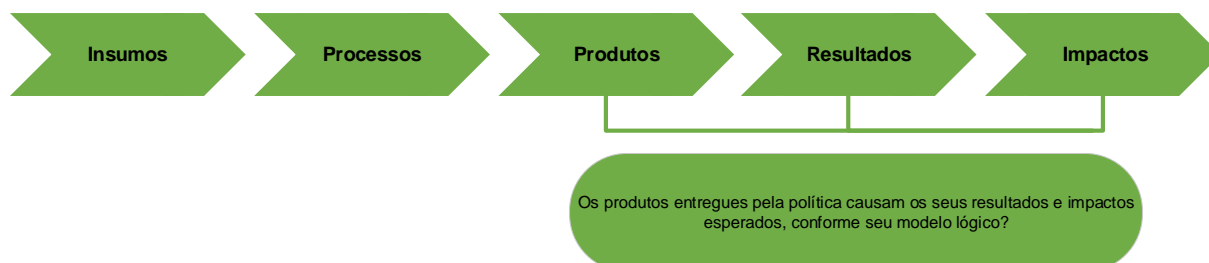 Insumos
Processos
Produtos
Resultados
Impactos
Os produtos entregues pela política causam os seus resultados e impactos
esperados, conforme seu modelo lógico?